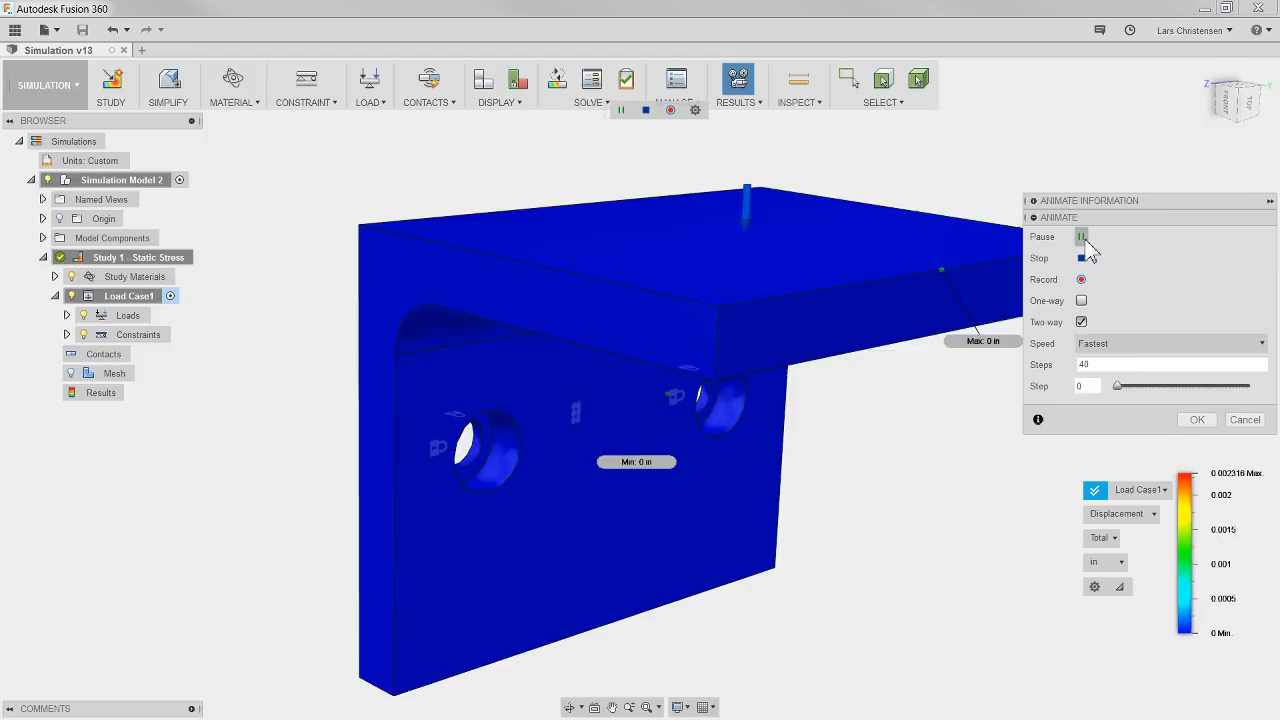 Autodesk Fusion 360
Lars Christensen
Simulation v13
SIMULATION
STUDY
SIMPLIFY
MATERIAL
CONSTRAINT
LOAD
CONTACTS
DISPLAY
SOLVE
MANAGE
RESULTS
INSPECT
SELECT
BROWSER
Simulations
Units: Custom
Simulation Model 2
Named Views
Origin
Model Components
Study 1 - Static Stress
Study Materials
Load Case1
Loads
Constraints
Contacts
Mesh
Results
Z
FRONT
TOP
ANIMATE INFORMATION
ANIMATE
Pause
Stop
Record
One-way
Two-way
Speed Fastest
Steps 40
Step 0
OK Cancel
Max: 0 in
Min: 0 in
Load Case1
Displacement
Total
in
0.002316 Max.
0.002
0.0015
0.001
0.0005
0 Min.
COMMENTS